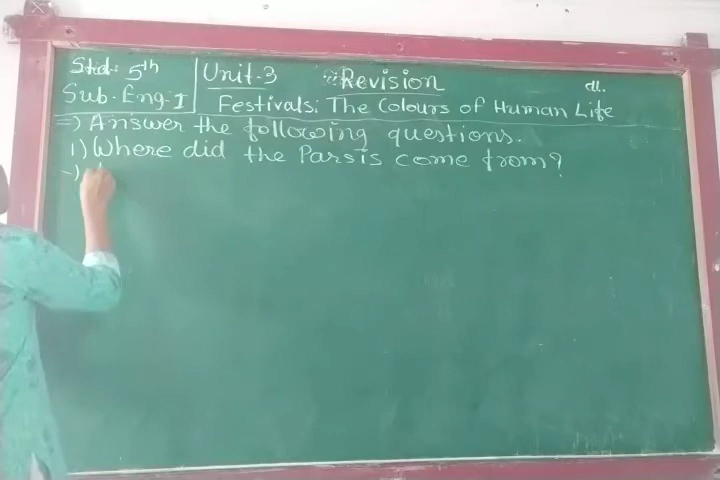 Std: 5th
Sub. Eng-I
Unit-3 Revision
dt.
Festivals: The Colours of Human Life
=) Answer the following questions.
1) Where did the Parsis come from?